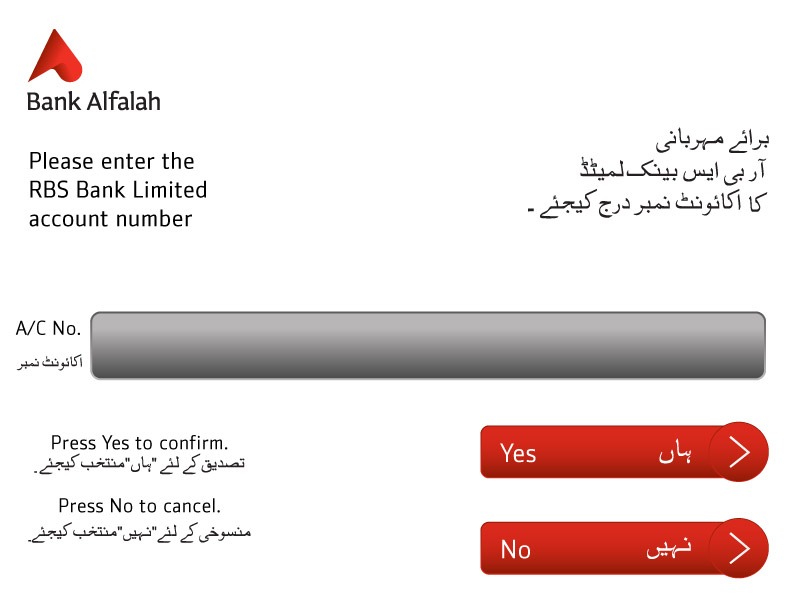 Bank Alfalah
Please enter the
RBS Bank Limited
account number
برائے مہربانی
آر بی ایس بینک لمیٹڈ
کا اکائونٹ نمبر درج کیجئے ۔
A/C No.
اکائونٹ نمبر
Press Yes to confirm.
تصدیق کے لئے "ہاں"منتخب کیجئے۔
Yes ہاں
Press No to cancel.
منسوخی کے لئے"نہیں"منتخب کیجئے۔
No نہیں